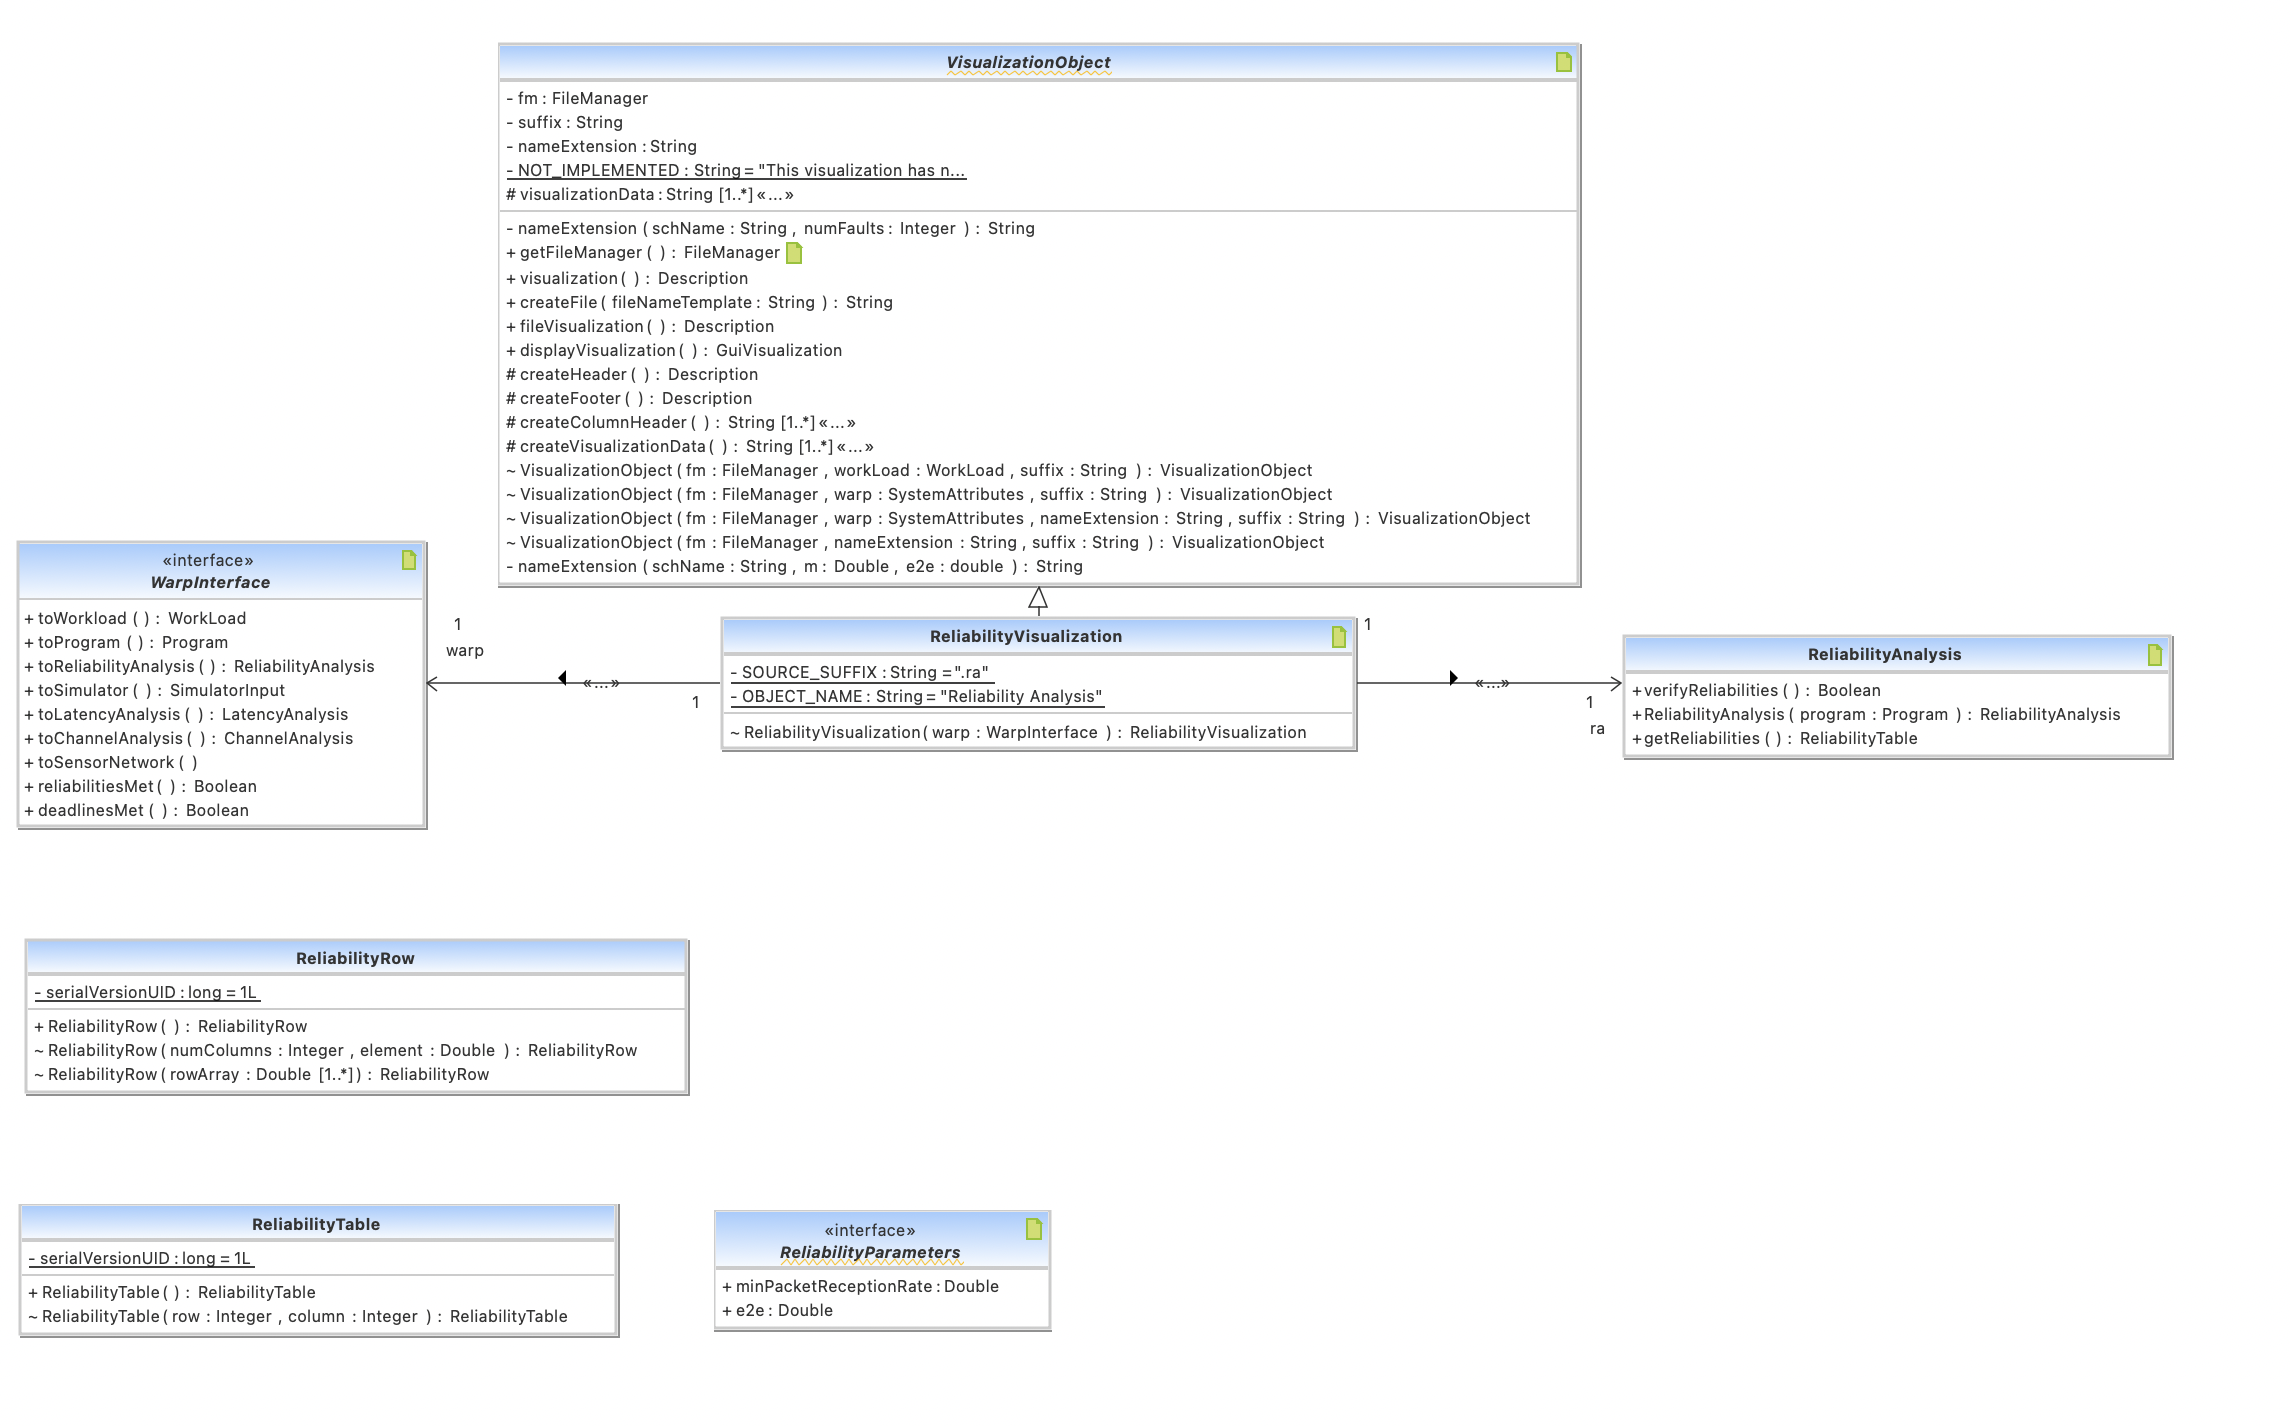 VisualizationObject
- fm : FileManager
- suffix : String
- nameExtension : String
- NOT_IMPLEMENTED : String = "This visualization has n...
# visualizationData : String [1..*] «...»
- nameExtension ( schName : String , numFaults : Integer ) : String
+ getFileManager ( ) : FileManager
+ visualization ( ) : Description
+ createFile ( fileNameTemplate : String ) : String
+ fileVisualization ( ) : Description
+ displayVisualization ( ) : GuiVisualization
# createHeader ( ) : Description
# createFooter ( ) : Description
# createColumnHeader ( ) : String [1..*] «...»
# createVisualizationData ( ) : String [1..*] «...»
~ VisualizationObject ( fm : FileManager , workLoad : WorkLoad , suffix : String ) : VisualizationObject
~ VisualizationObject ( fm : FileManager , warp : SystemAttributes , suffix : String ) : VisualizationObject
~ VisualizationObject ( fm : FileManager , warp : SystemAttributes , nameExtension : String , suffix : String ) : VisualizationObject
~ VisualizationObject ( fm : FileManager , nameExtension : String , suffix : String ) : VisualizationObject
- nameExtension ( schName : String , m : Double , e2e : double ) : String
«interface»
WarpInterface
+ toWorkload ( ) : WorkLoad
+ toProgram ( ) : Program
+ toReliabilityAnalysis ( ) : ReliabilityAnalysis
+ toSimulator ( ) : SimulatorInput
+ toLatencyAnalysis ( ) : LatencyAnalysis
+ toChannelAnalysis ( ) : ChannelAnalysis
+ toSensorNetwork ( )
+ reliabilitiesMet ( ) : Boolean
+ deadlinesMet ( ) : Boolean
1
warp
«...»
1
ReliabilityVisualization
- SOURCE_SUFFIX : String = ".ra"
- OBJECT_NAME : String = "Reliability Analysis"
~ ReliabilityVisualization ( warp : WarpInterface ) : ReliabilityVisualization
1
«...»
1
ra
ReliabilityAnalysis
+ verifyReliabilities ( ) : Boolean
+ ReliabilityAnalysis ( program : Program ) : ReliabilityAnalysis
+ getReliabilities ( ) : ReliabilityTable
ReliabilityRow
- serialVersionUID : long = 1L
+ ReliabilityRow ( ) : ReliabilityRow
~ ReliabilityRow ( numColumns : Integer , element : Double ) : ReliabilityRow
~ ReliabilityRow ( rowArray : Double [1..*] ) : ReliabilityRow
ReliabilityTable
- serialVersionUID : long = 1L
+ ReliabilityTable ( ) : ReliabilityTable
~ ReliabilityTable ( row : Integer , column : Integer ) : ReliabilityTable
«interface»
ReliabilityParameters
+ minPacketReceptionRate : Double
+ e2e : Double